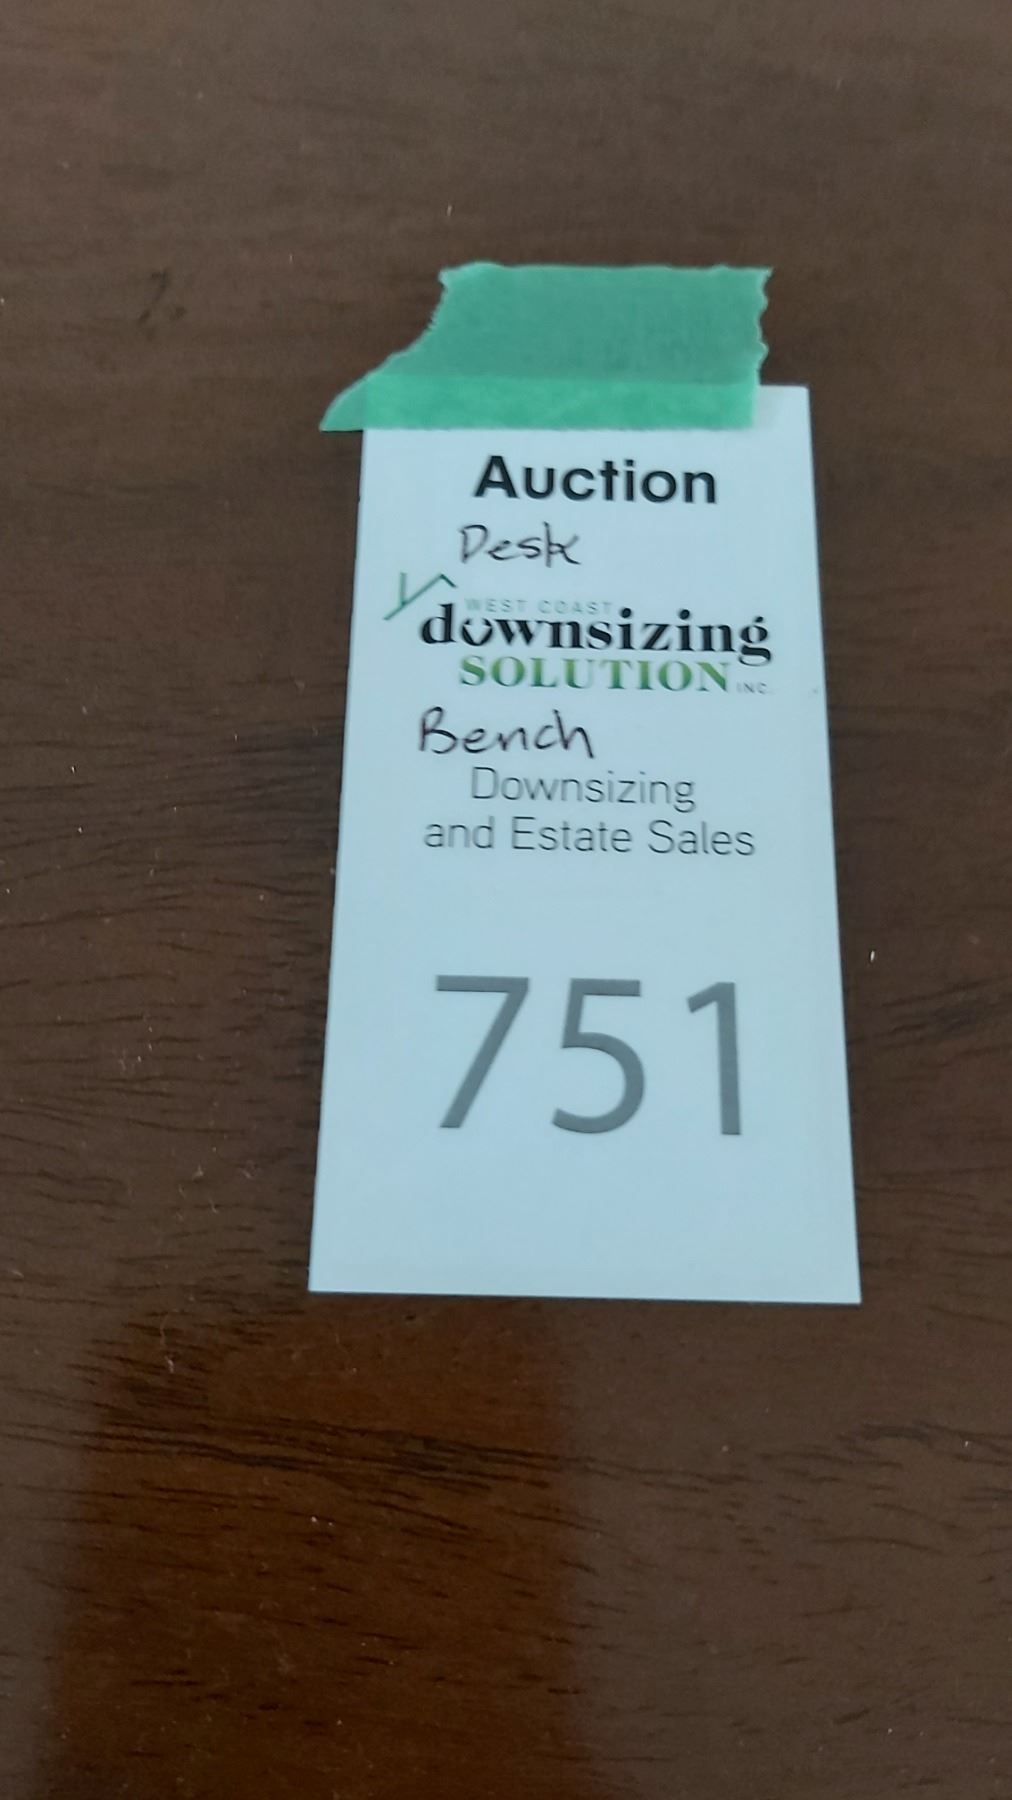 Auction
Desk
WEST COAST
downsizing
SOLUTION INC.
Bench
Downsizing
and Estate Sales
751